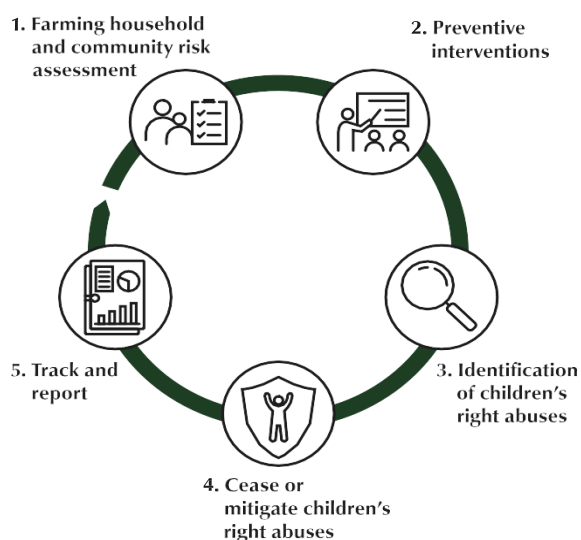 1. Farming household
and community risk
assessment
2. Preventive
interventions
3. Identification
of children's
right abuses
4. Cease or
mitigate children's
right abuses
5. Track and
report